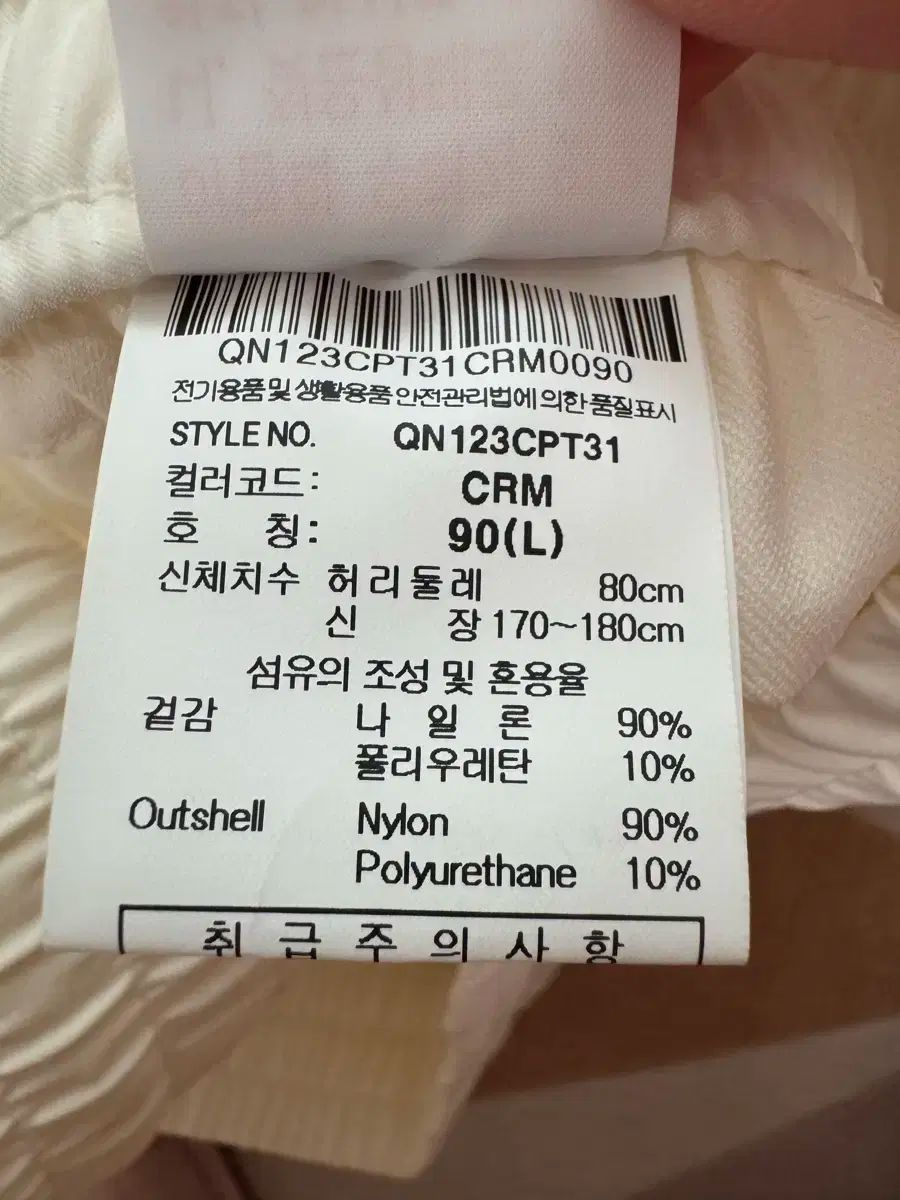 QN123CPT31CRM0090
전기용품 및 생활용품 안전관리법에 의한 품질표시
STYLE NO. QN123CPT31
컬러코드: CRM
호 칭: 90(L)
신체치수 허리둘레 80cm
신 장 170~180cm
섬유의 조성 및 혼용율
겉감 나 일 론 90%
폴리우레탄 10%
Outshell Nylon 90%
Polyurethane 10%
취 급 주 의 사 항